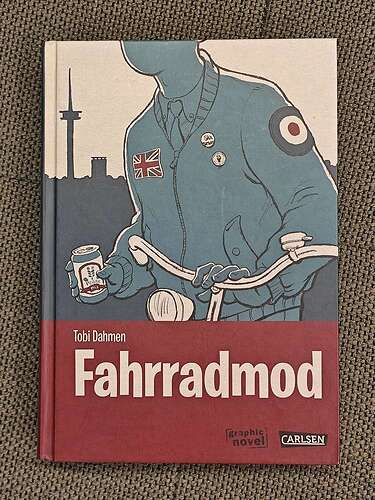 Tobi Dahmen
Fahrradmod
graphic
novel
CARLSEN